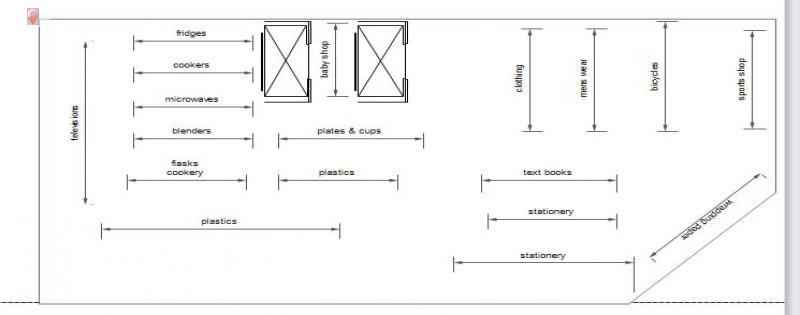 fridges
cookers
microwaves
blenders
flasks
cookery
televisions
plastics
baby shop
plates & cups
plastics
clothing
mens wear
bicycles
sports shop
text books
stationery
stationery
wrapping paper